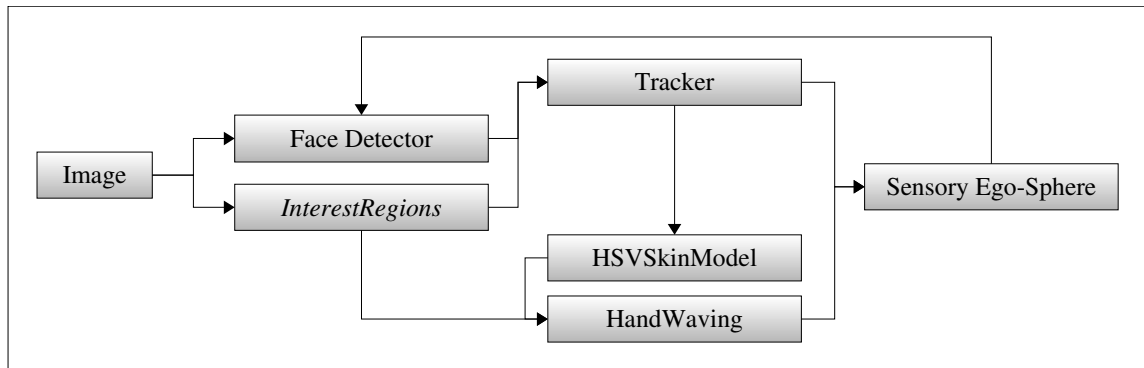 Image
Face Detector
InterestRegions
Tracker
HSVSkinModel
HandWaving
Sensory Ego-Sphere